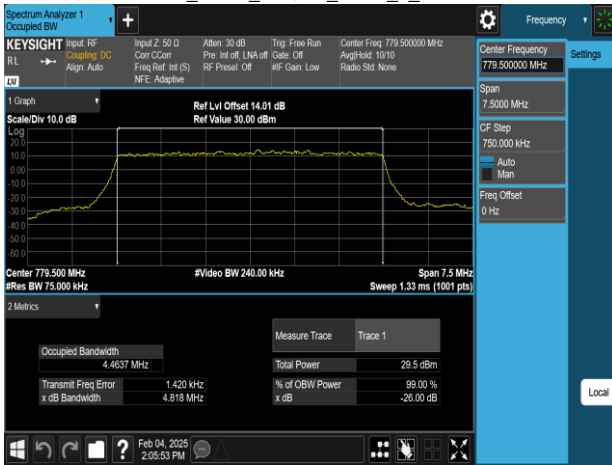 Spectrum Analyzer 1
Occupied BW
+
Frequency
KEYSIGHT
RL
LXI
Input: RF
Coupling: DC
Align: Auto
Input Z: 50 Ω
Corr CCorr
Freq Ref: Int (S)
NFE: Adaptive
Atten: 30 dB
Pre: Int off, LNA off
RF Presel: Off
Trig: Free Run
Gate: Off
#IF Gain: Low
Center Freq: 779.500000 MHz
Avg|Hold: 10/10
Radio Std: None
Center Frequency
779.500000 MHz
Settings
Span
7.5000 MHz
CF Step
750.000 kHz
Auto
Man
Freq Offset
0 Hz
1 Graph
Scale/Div 10.0 dB
Ref Lvl Offset 14.01 dB
Ref Value 30.00 dBm
Log
20.0
10.0
0.00
-10.0
-20.0
-30.0
-40.0
-50.0
-60.0
Center 779.500 MHz
#Video BW 240.00 kHz
Span 7.5 MHz
#Res BW 75.000 kHz
Sweep 1.33 ms (1001 pts)
2 Metrics
Measure Trace Trace 1
Occupied Bandwidth
4.4637 MHz
Total Power 29.5 dBm
Transmit Freq Error 1.420 kHz
% of OBW Power 99.00 %
x dB Bandwidth 4.818 MHz
x dB -26.00 dB
Local
?
Feb 04, 2025
2:05:53 PM